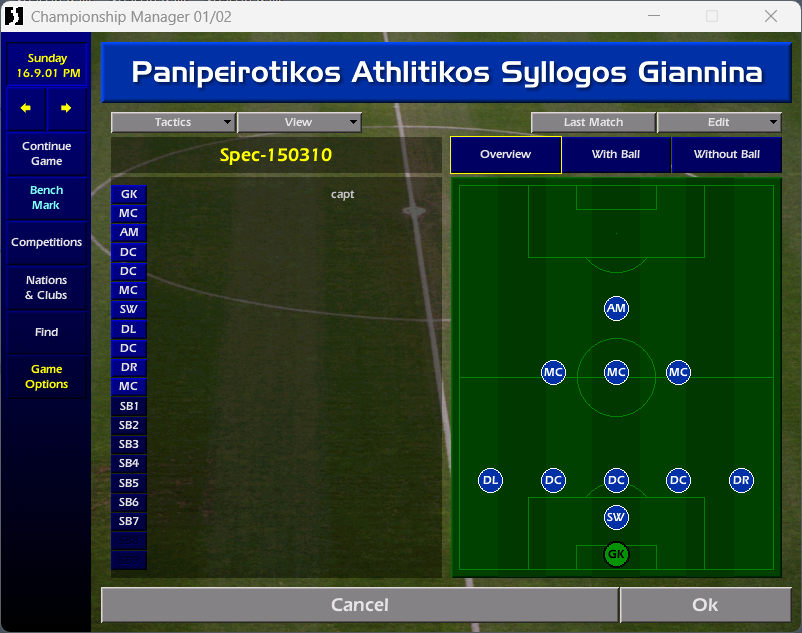 Championship Manager 01/02
Sunday
16.9.01 PM
Continue
Game
Bench
Mark
Competitions
Nations
& Clubs
Find
Game
Options
Panipeirotikos Athlitikos Syllogos Giannina
Tactics View Last Match Edit
Spec-150310
Overview With Ball Without Ball
GK capt
MC
AM
DC
DC
MC
SW
DL
DC
DR
MC
SB1
SB2
SB3
SB4
SB5
SB6
SB7
AM
MC MC MC
DL DC DC DC DR
SW
GK
Cancel Ok